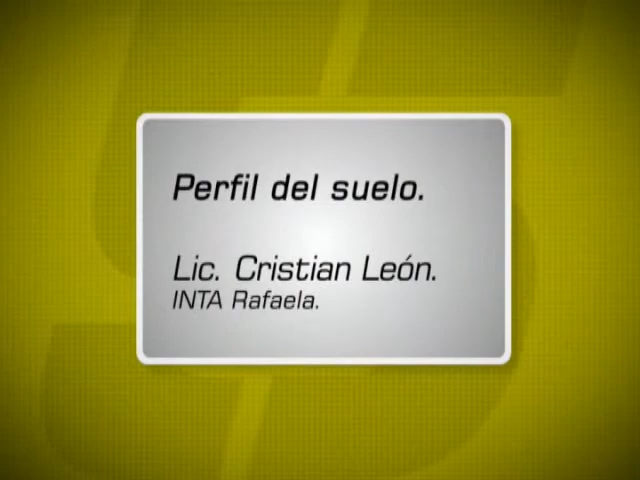 Perfil del suelo.
Lic. Cristian León.
INTA Rafaela.